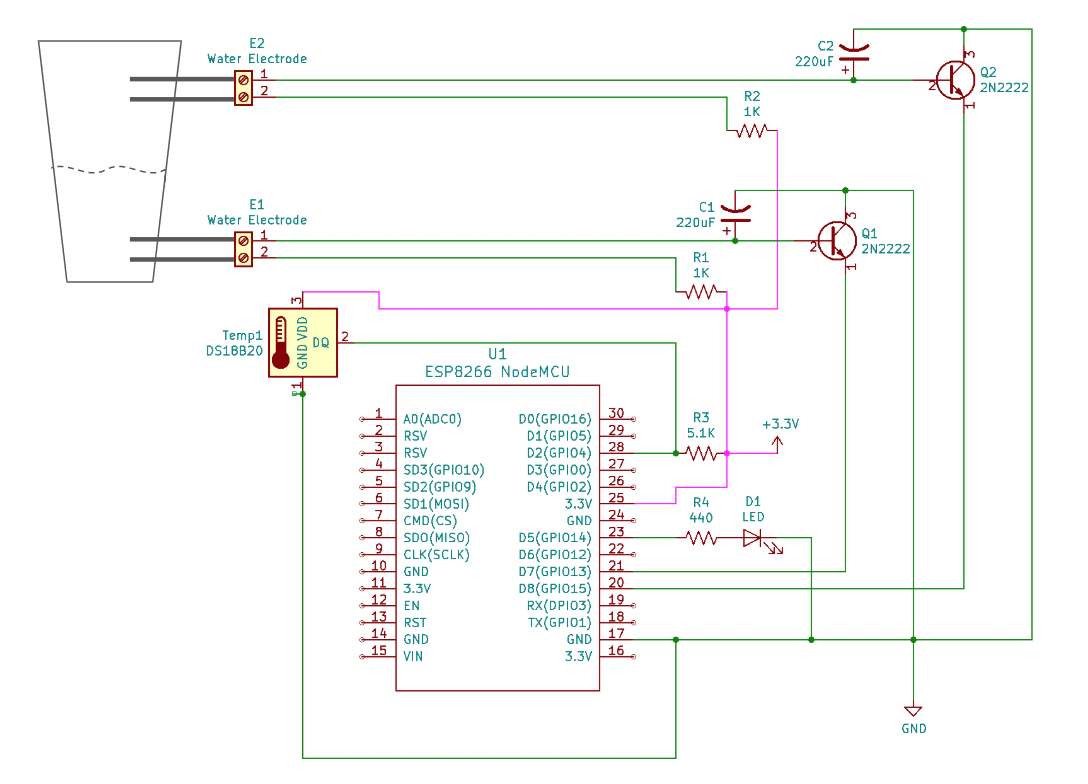 E2
Water Electrode
1
2
C2
220uF
+
3
2
1
Q2
2N2222
R2
1K
E1
Water Electrode
1
2
C1
220uF
+
3
2
1
Q1
2N2222
R1
1K
Temp1
DS18B20
3
VDD
GND
DQ
2
1
U1
ESP8266 NodeMCU
1 A0(ADC0) D0(GPIO16) 30
2 RSV D1(GPIO5) 29
3 RSV D2(GPIO4) 28
4 SD3(GPIO10) D3(GPIO0) 27
5 SD2(GPIO9) D4(GPIO2) 26
6 SD1(MOSI) 3.3V 25
7 CMD(CS) GND 24
8 SDO(MISO) D5(GPIO14) 23
9 CLK(SCLK) D6(GPIO12) 22
10 GND D7(GPIO13) 21
11 3.3V D8(GPIO15) 20
12 EN RX(DPIO3) 19
13 RST TX(GPIO1) 18
14 GND GND 17
15 VIN 3.3V 16
R3
5.1K
+3.3V
R4
440
D1
LED
GND